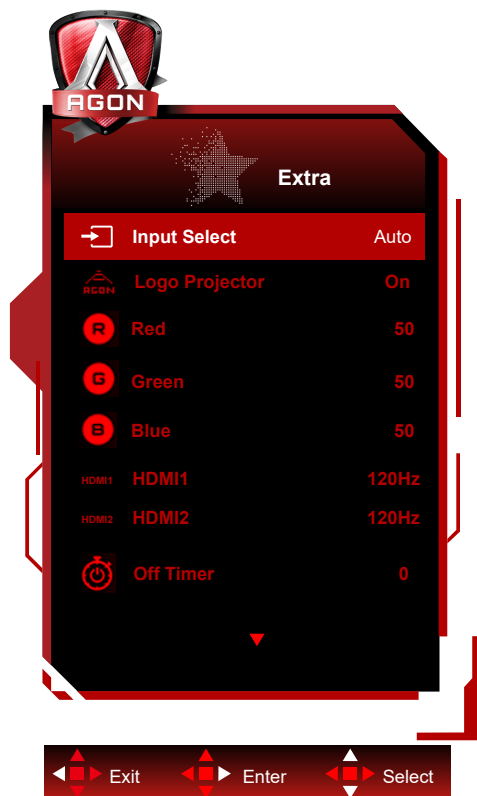 AGON
Extra
Input Select Auto
AGON Logo Projector On
R Red 50
G Green 50
B Blue 50
HDMI1 HDMI1 120Hz
HDMI2 HDMI2 120Hz
Off Timer 0
Exit Enter Select